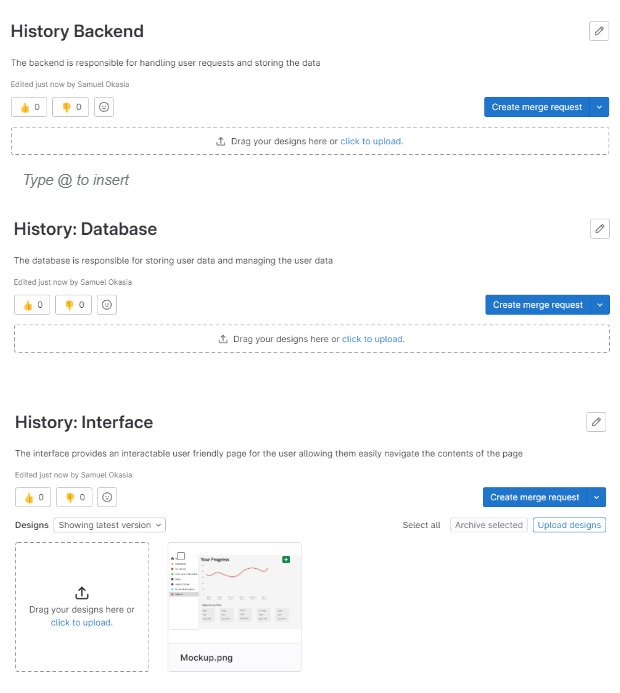 History Backend
The backend is responsible for handling user requests and storing the data
Edited just now by Samuel Okasia
👍 0 👎 0
Create merge request
Drag your designs here or click to upload.
Type @ to insert
History: Database
The database is responsible for storing user data and managing the user data
Edited just now by Samuel Okasia
👍 0 👎 0
Create merge request
Drag your designs here or click to upload.
History: Interface
The interface provides an interactable user friendly page for the user allowing them easily navigate the contents of the page
Edited just now by Samuel Okasia
👍 0 👎 0
Create merge request
Designs Showing latest version
Select all Archive selected Upload designs
Drag your designs here or
click to upload.
Your Progress
Mockup.png